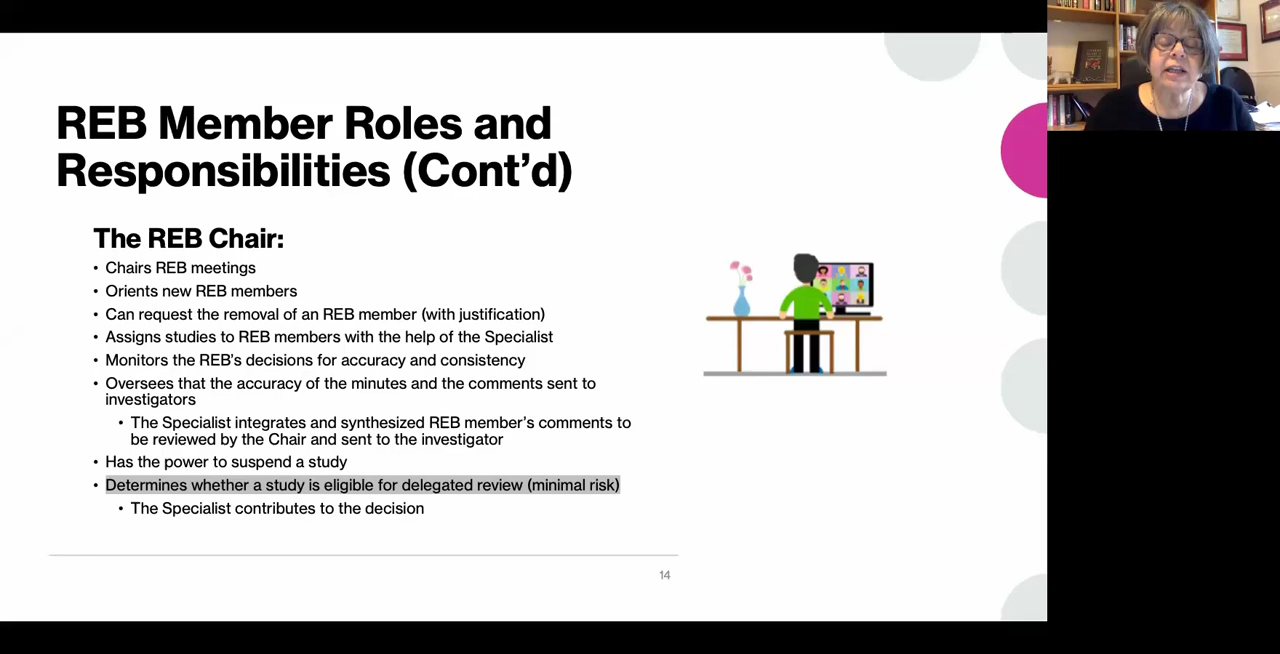 REB Member Roles and
Responsibilities (Cont’d)
The REB Chair:
• Chairs REB meetings
• Orients new REB members
• Can request the removal of an REB member (with justification)
• Assigns studies to REB members with the help of the Specialist
• Monitors the REB’s decisions for accuracy and consistency
• Oversees that the accuracy of the minutes and the comments sent to
investigators
• The Specialist integrates and synthesized REB member’s comments to
be reviewed by the Chair and sent to the investigator
• Has the power to suspend a study
• Determines whether a study is eligible for delegated review (minimal risk)
• The Specialist contributes to the decision
14